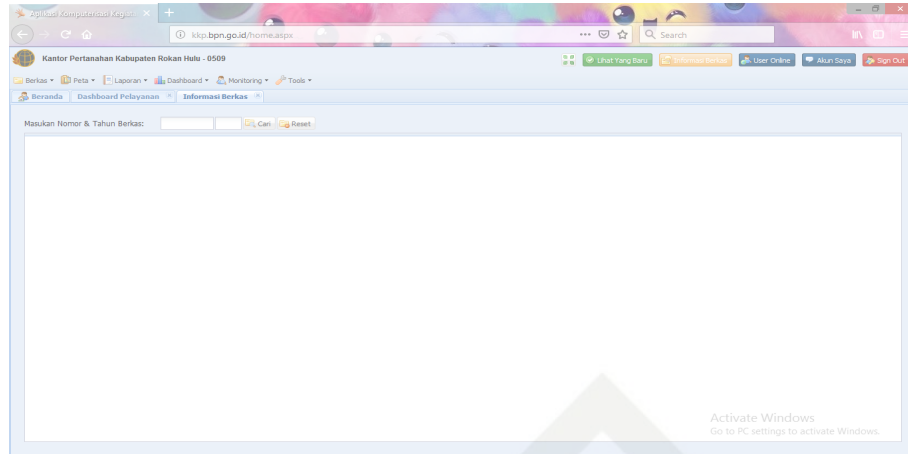 Aplikasi Komputerisasi Kegiat
kkp.bpn.go.id/home.aspx
Search
Kantor Pertanahan Kabupaten Rokan Hulu - 0509
Lihat Yang Baru
Informasi Berkas
User Online
Akun Saya
Sign Out
Berkas Peta Laporan Dashboard Monitoring Tools
Beranda Dashboard Pelayanan Informasi Berkas
Masukan Nomor & Tahun Berkas: Cari Reset
Activate Windows
Go to PC settings to activate Windows.